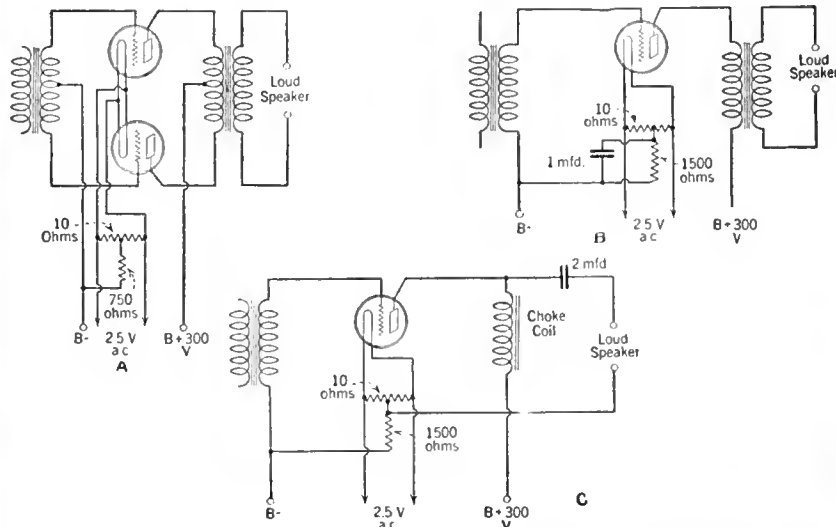 Loud
Speaker
10
Ohms
750
ohms
B-
2.5 V
a c
B+300
V
A
10
ohms
1 mfd.
1500
ohms
Loud
Speaker
B-
2.5 V
a c
B+300
V
B
2 mfd
Choke
Coil
Loud
Speaker
10
ohms
1500
ohms
B-
2.5 V
a.c
B+300
V
C